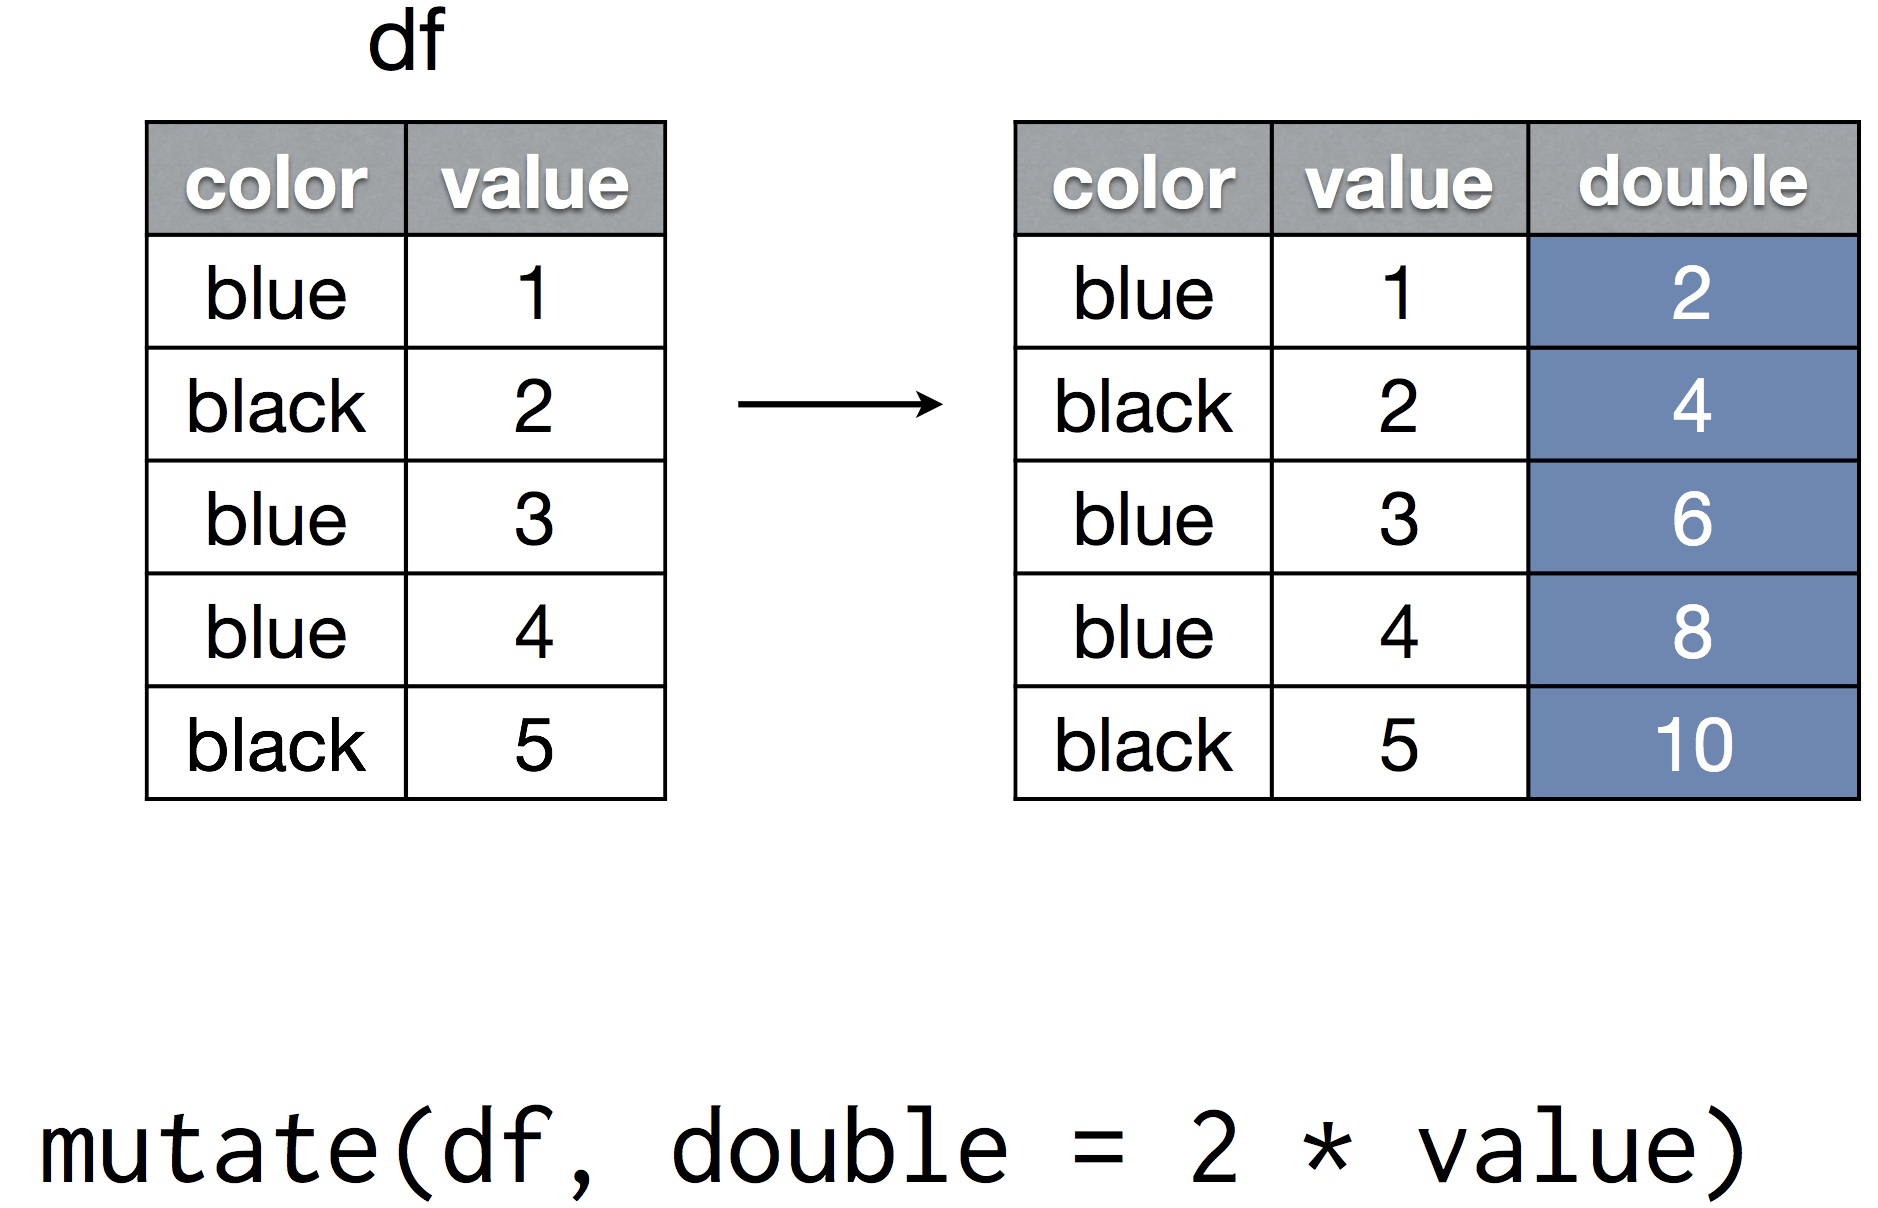 df
color value
blue 1
black 2
blue 3
blue 4
black 5
color value double
blue 1 2
black 2 4
blue 3 6
blue 4 8
black 5 10
mutate(df, double = 2 * value)